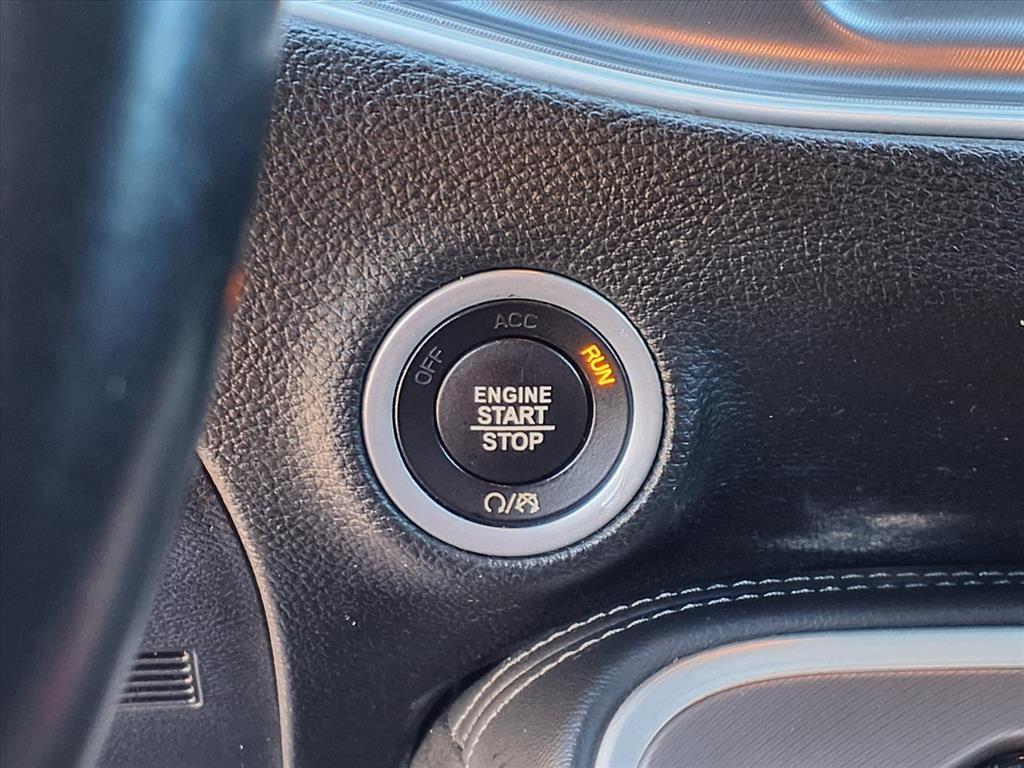 ACC
OFF
RUN
ENGINE
START
STOP